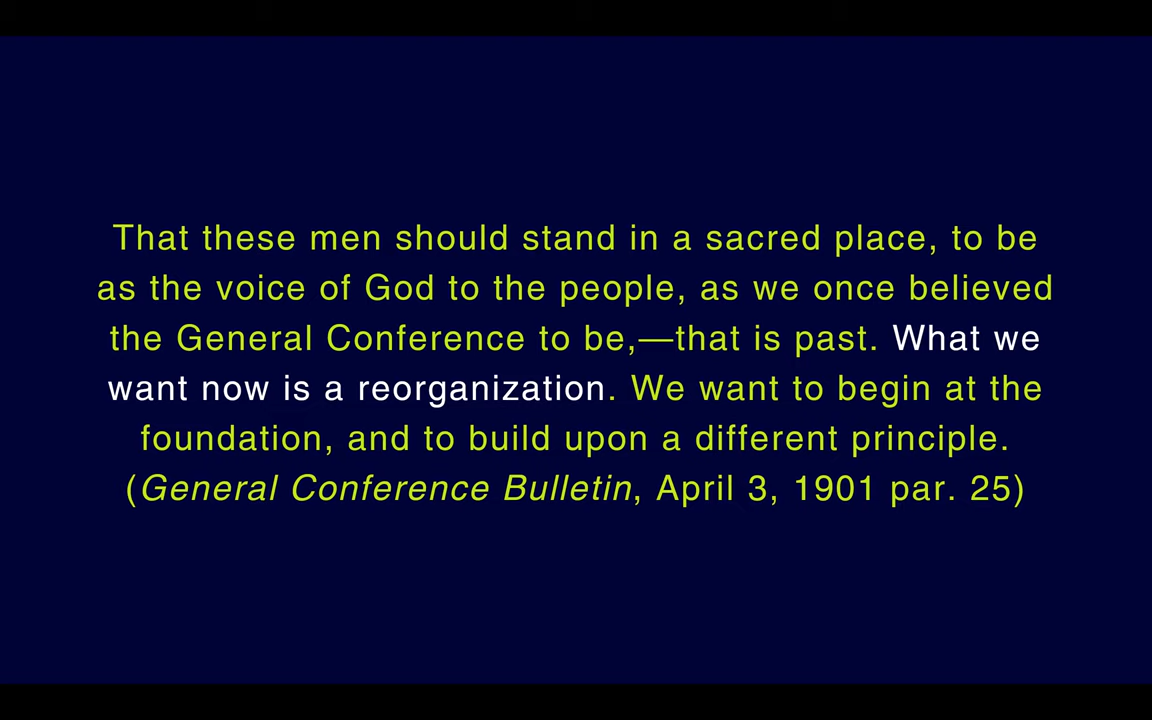 That these men should stand in a sacred place, to be
as the voice of God to the people, as we once believed
the General Conference to be,—that is past. What we
want now is a reorganization. We want to begin at the
foundation, and to build upon a different principle.
(General Conference Bulletin, April 3, 1901 par. 25)